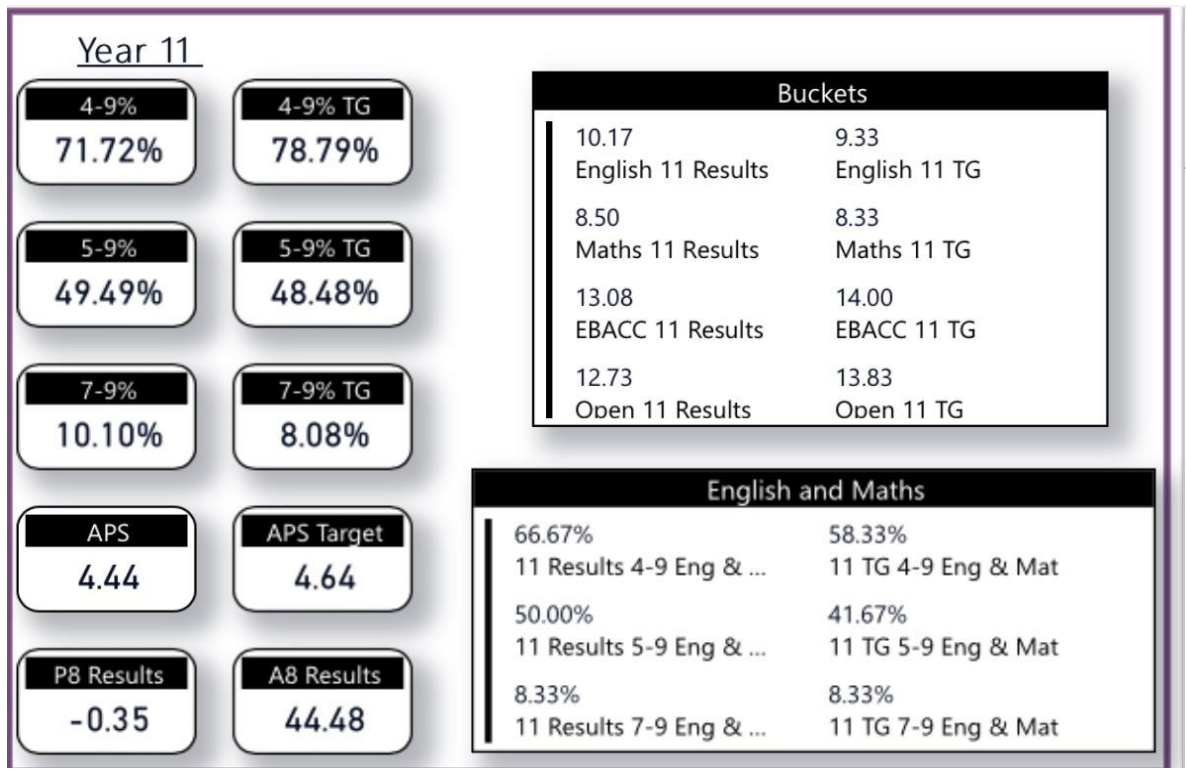 Year 11
4-9%
71.72%
4-9% TG
78.79%
5-9%
49.49%
5-9% TG
48.48%
7-9%
10.10%
7-9% TG
8.08%
APS
4.44
APS Target
4.64
P8 Results
-0.35
A8 Results
44.48
Buckets
10.17 9.33
English 11 Results English 11 TG
8.50 8.33
Maths 11 Results Maths 11 TG
13.08 14.00
EBACC 11 Results EBACC 11 TG
12.73 13.83
Open 11 Results Open 11 TG
English and Maths
66.67% 58.33%
11 Results 4-9 Eng & ... 11 TG 4-9 Eng & Mat
50.00% 41.67%
11 Results 5-9 Eng & ... 11 TG 5-9 Eng & Mat
8.33% 8.33%
11 Results 7-9 Eng & ... 11 TG 7-9 Eng & Mat